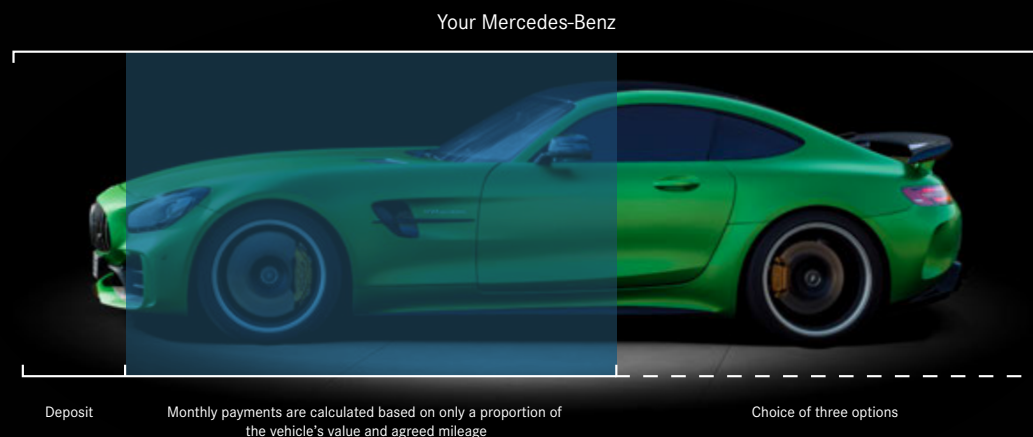 Your Mercedes-Benz
Deposit
Monthly payments are calculated based on only a proportion of
the vehicle's value and agreed mileage
Choice of three options